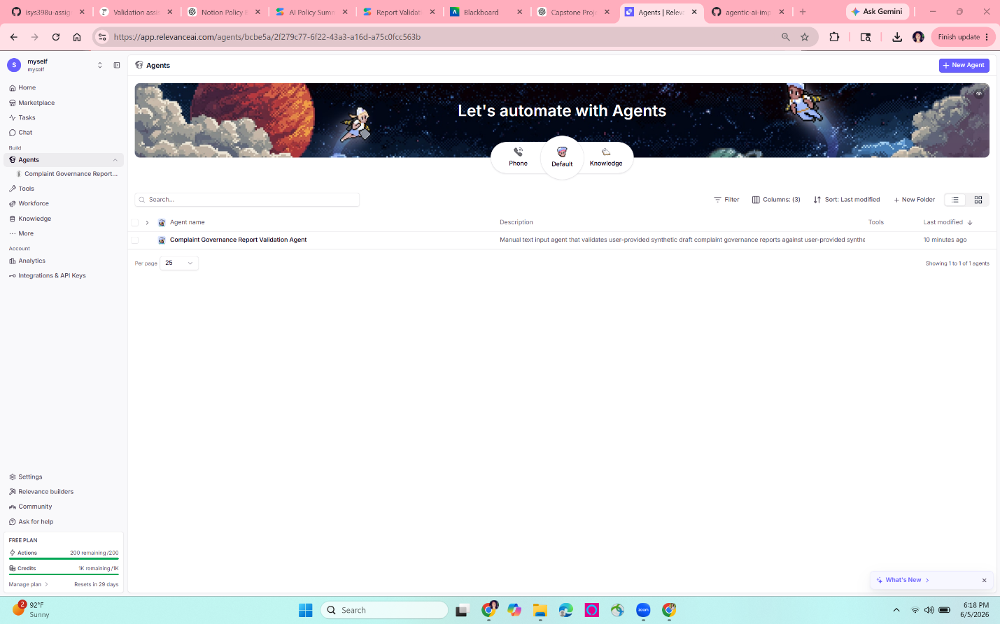 isys398u-assig
Validation assis
Notion Policy E
AI Policy Summ
Report Validati
Blackboard
Capstone Proje
Agents | Releva
agentic-ai-imp
Ask Gemini
https://app.relevanceai.com/agents/bcbe5a/2f279c77-6f22-43a3-a16d-a75c0fcc563b
Finish update
S
myself
myself
Home
Marketplace
Tasks
Chat
Build
Agents
Complaint Governance Report...
Tools
Workforce
Knowledge
More
Account
Analytics
Integrations & API Keys
Settings
Relevance builders
Community
Ask for help
FREE PLAN
Actions 200 remaining /200
Credits 1K remaining /1K
Manage plan Resets in 29 days
Agents
+ New Agent
Let's automate with Agents
Phone
Default
Knowledge
Search...
Filter
Columns: (3)
Sort: Last modified
+ New Folder
Agent name Description Tools Last modified
Complaint Governance Report Validation Agent Manual text input agent that validates user-provided synthetic draft complaint governance reports against user-provided synthe 10 minutes ago
Per page 25
Showing 1 to 1 of 1 agents
What's New
2
92°F
Sunny
Search
zoom
6:18 PM
6/5/2026